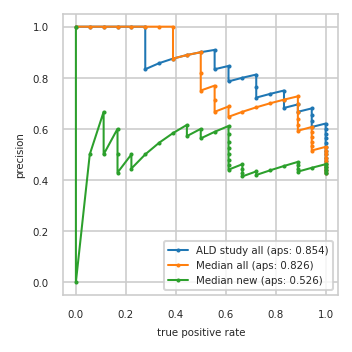 1.0
0.8
0.6
0.4
0.2
0.0
precision
ALD study all (aps: 0.854)
Median all (aps: 0.826)
Median new (aps: 0.526)
0.0 0.2 0.4 0.6 0.8 1.0
true positive rate